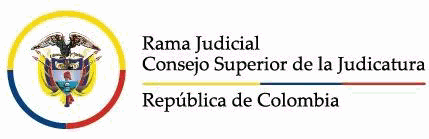 Rama Judicial
Consejo Superior de la Judicatura
República de Colombia